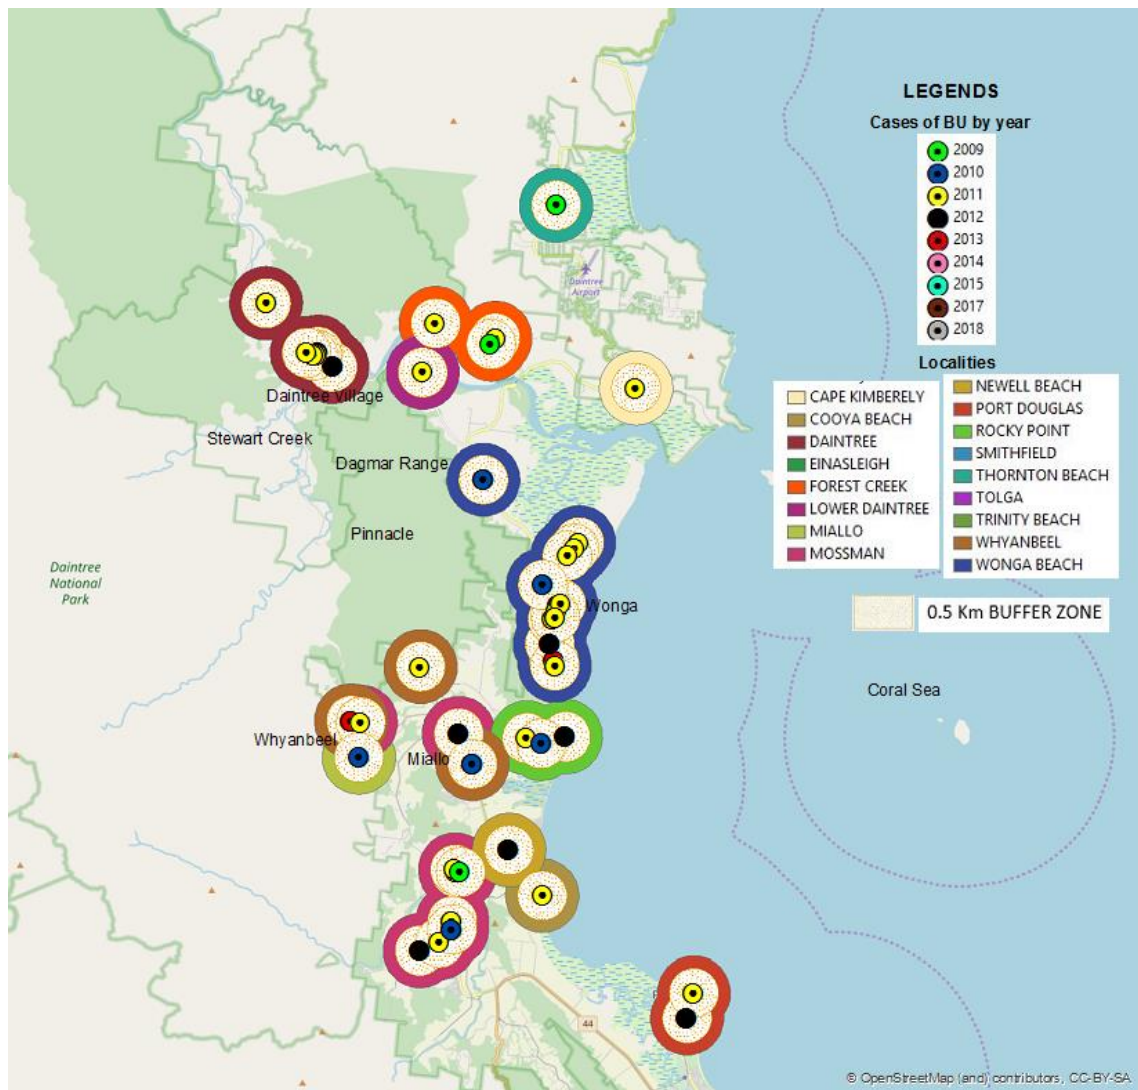 LEGENDS
Cases of BU by year
2009
2010
2011
2012
2013
2014
2015
2017
2018
Localities
CAPE KIMBERELY
COOYA BEACH
DAINTREE
EINASLEIGH
FOREST CREEK
LOWER DAINTREE
MIALLO
MOSSMAN
NEWELL BEACH
PORT DOUGLAS
ROCKY POINT
SMITHFIELD
THORNTON BEACH
TOLGA
TRINITY BEACH
WHYANBEEL
WONGA BEACH
0.5 Km BUFFER ZONE
Daintree
Airport
Daintree Village
Stewart Creek
Dagmar Range
Pinnacle
Daintree
National
Park
Wonga
Coral Sea
Whyanbeel
Miallo
44
© OpenStreetMap (and) contributors, CC-BY-SA